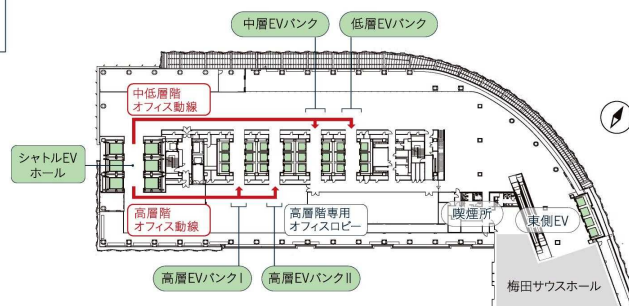 中層EVバンク
低層EVバンク
中低層階
オフィス動線
シャトルEV
ホール
高層階
オフィス動線
高層階専用
オフィスロビー
喫煙所
東側EV
高層EVバンクⅠ
高層EVバンクⅡ
梅田サウスホール